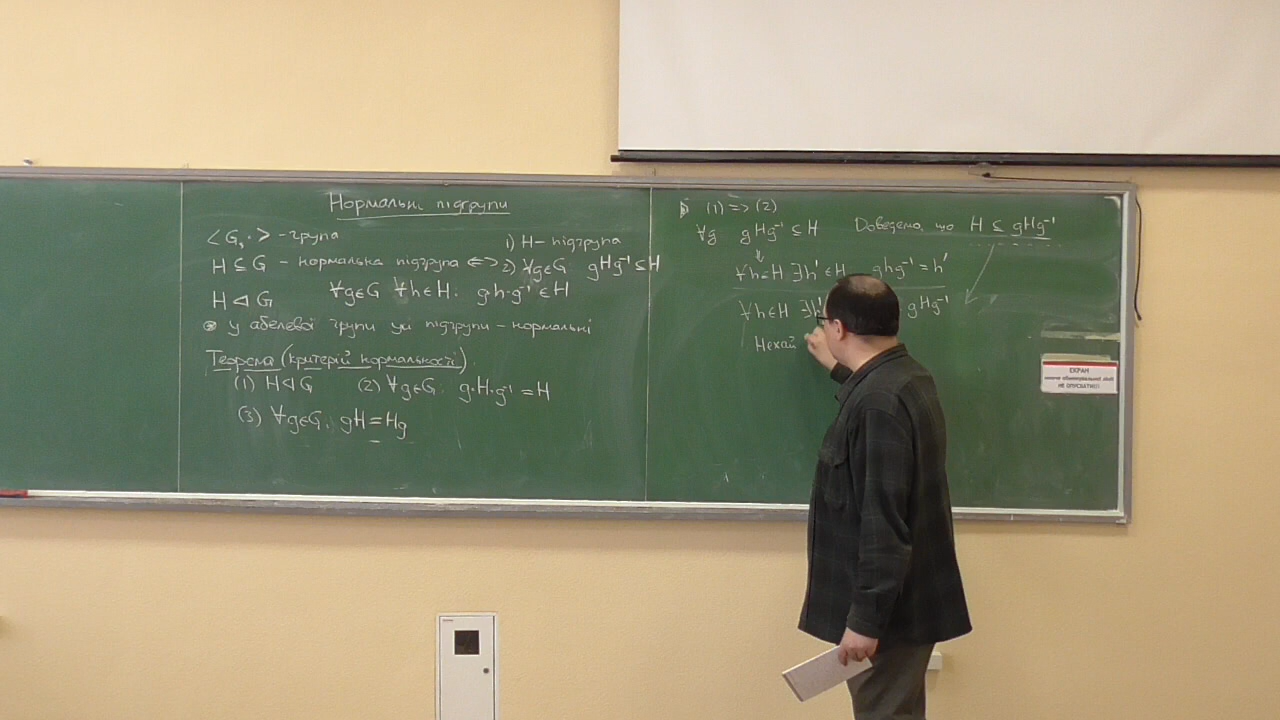 Нормальні підгрупи
<G, ·> - група
1) H - підгрупа
H ⊆ G - нормальна підгрупа <=> 2) ∀g∈G gHg⁻¹ ⊆ H
H ⊲ G ∀g∈G ∀h∈H. g·h·g⁻¹ ∈ H
у абелевої групи усі підгрупи - нормальні
Теорема (критерій нормальності).
(1) H⊲G (2) ∀g∈G. g·H·g⁻¹ = H
(3) ∀g∈G. gH = Hg
(1) => (2)
∀g gHg⁻¹ ⊆ H Доведемо, що H ⊆ gHg⁻¹
∀h∈H ∃h'∈H ghg⁻¹ = h'
∀h∈H ∃h' gHg⁻¹
Нехай
ЕКРАН
НЕ ОПУСКАТИ!!!